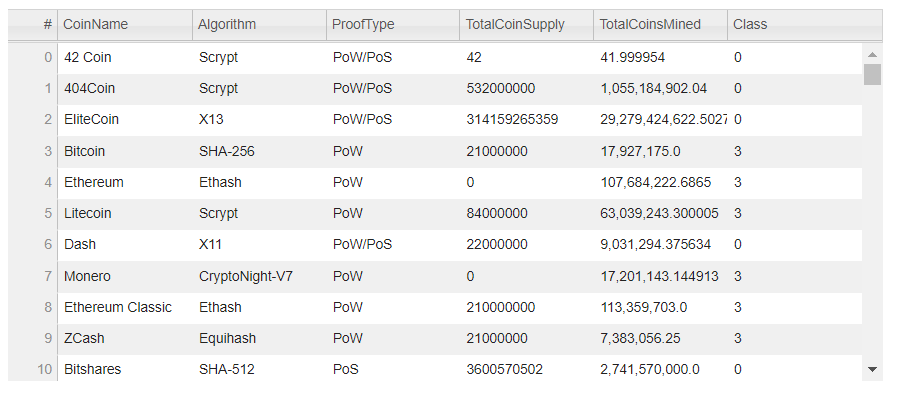 # CoinName Algorithm ProofType TotalCoinSupply TotalCoinsMined Class
0 42 Coin Scrypt PoW/PoS 42 41.999954 0
1 404Coin Scrypt PoW/PoS 532000000 1,055,184,902.04 0
2 EliteCoin X13 PoW/PoS 314159265359 29,279,424,622.5027 0
3 Bitcoin SHA-256 PoW 21000000 17,927,175.0 3
4 Ethereum Ethash PoW 0 107,684,222.6865 3
5 Litecoin Scrypt PoW 84000000 63,039,243.300005 3
6 Dash X11 PoW/PoS 22000000 9,031,294.375634 0
7 Monero CryptoNight-V7 PoW 0 17,201,143.144913 3
8 Ethereum Classic Ethash PoW 210000000 113,359,703.0 3
9 ZCash Equihash PoW 21000000 7,383,056.25 3
10 Bitshares SHA-512 PoS 3600570502 2,741,570,000.0 0